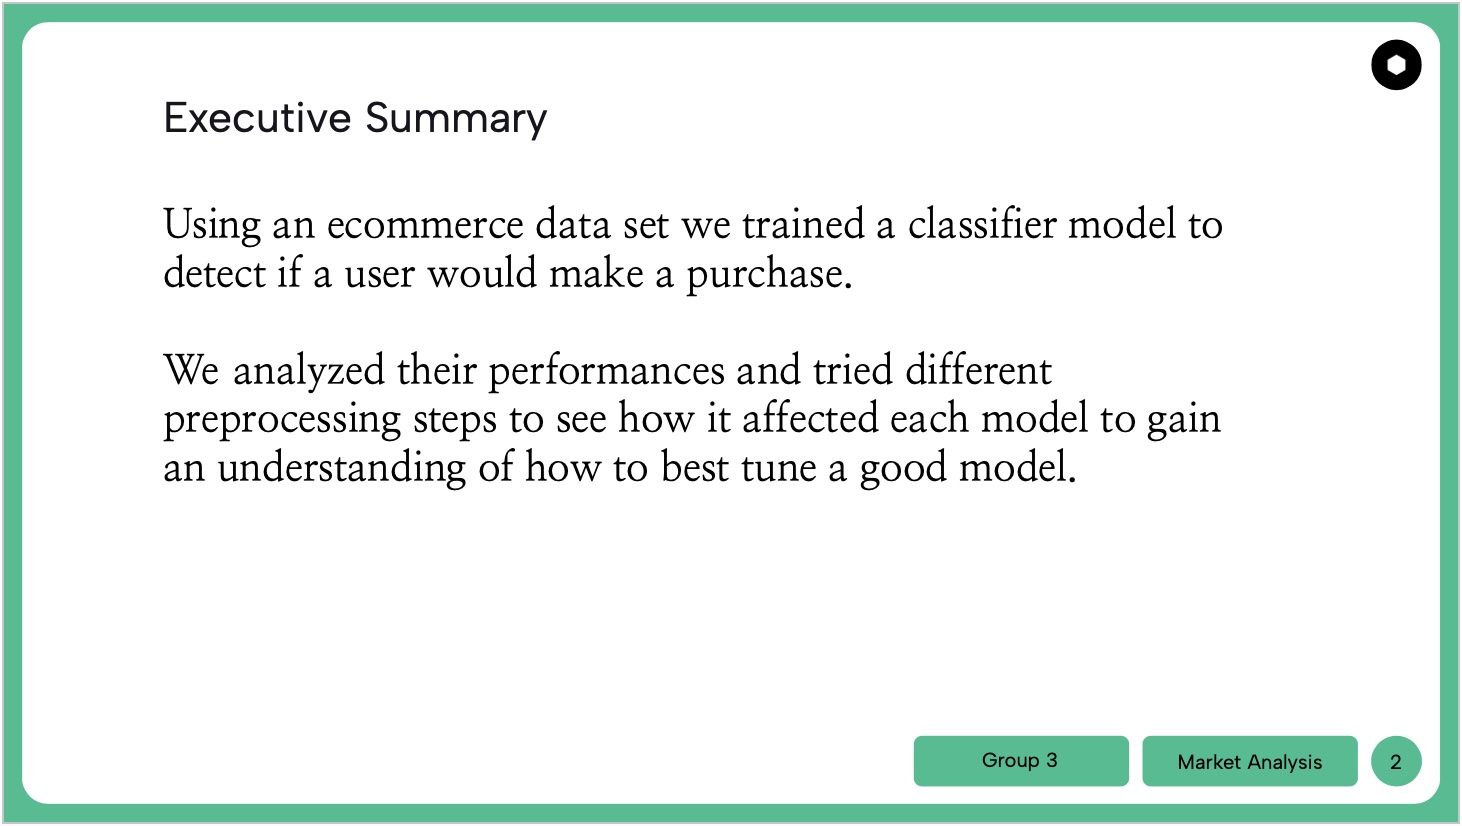 Executive Summary
Using an ecommerce data set we trained a classifier model to
detect if a user would make a purchase.
We analyzed their performances and tried different
preprocessing steps to see how it affected each model to gain
an understanding of how to best tune a good model.
Group 3
Market Analysis
2